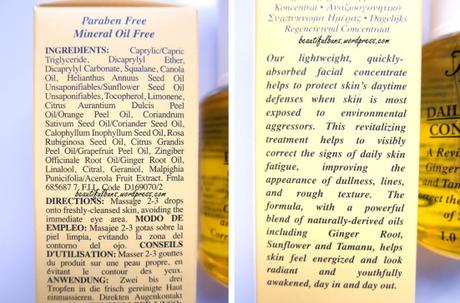 Paraben Free
Mineral Oil Free
INGREDIENTS: Caprylic/Capric
Triglyceride, Dicaprylyl Ether,
Dicaprylyl Carbonate, Squalane, Canola
Oil, Helianthus Annuus Seed Oil
Unsaponifiables/Sunflower Seed Oil
Unsaponifiables, Tocopherol, Limonene,
Citrus Aurantium Dulcis Peel
Oil/Orange Peel Oil, Coriandrum
Sativum Seed Oil/Coriander Seed Oil,
Calophyllum Inophyllum Seed Oil, Rosa
Rubiginosa Seed Oil, Citrus Grandis
Peel Oil/Grapefruit Peel Oil, Zingiber
Officinale Root Oil/Ginger Root Oil,
Linalool, Citral, Geraniol, Malpighia
Punicifolia/Acerola Fruit Extract. Fmla
685687 7, F.I.L. Code D169070/2
beautifulbuns.wordpress.com
DIRECTIONS: Massage 2-3 drops
onto freshly-cleansed skin, avoiding the
immediate eye area. MODO DE
EMPLEO: Masajee 2-3 gotas sobre la
piel limpia, evitando la zona del
contorno del ojo. CONSEILS
D'UTILISATION: Masser 2-3 gouttes
du produit sur une peau propre, en
évitant le contour des yeux.
ANWENDUNG: Zwei bis drei
Tropfen in die frisch gereinigte Haut
einmassieren. Direkten Augenkontakt
Koncentrat • Αναζωογονητικό
Συμπύκνωμα Ημέρας • Dagelijks
Regenererend Concentraat
beautifulbuns.wordpress.com
Our lightweight, quickly-
absorbed facial concentrate
helps to protect skin's daytime
defenses when skin is most
exposed to environmental
aggressors. This revitalizing
treatment helps to visibly
correct the signs of daily skin
fatigue, improving the
appearance of dullness, lines,
and rough texture. The
formula, with a powerful
blend of naturally-derived oils
including Ginger Root,
Sunflower and Tamanu, helps
skin feel energized and look
radiant and youthfully
awakened, day in and day out.
DAIL
CON
A Revi
1.0